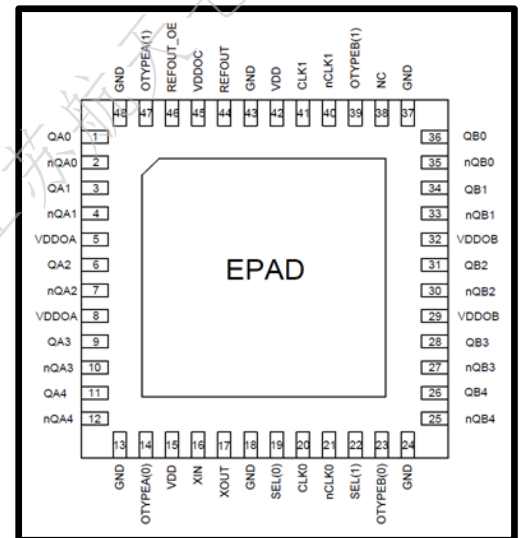 GND OTYPEA(1) REFOUT_OE VDDOC REFOUT GND VDD CLK1 nCLK1 OTYPEB(1) NC GND
48 47 46 45 44 43 42 41 40 39 38 37
QA0 1 36 QB0
nQA0 2 35 nQB0
QA1 3 34 QB1
nQA1 4 33 nQB1
VDDOA 5 32 VDDOB
QA2 6 31 QB2
EPAD
nQA2 7 30 nQB2
VDDOA 8 29 VDDOB
QA3 9 28 QB3
nQA3 10 27 nQB3
QA4 11 26 QB4
nQA4 12 25 nQB4
13 14 15 16 17 18 19 20 21 22 23 24
GND OTYPEA(0) VDD XIN XOUT GND SEL(0) CLK0 nCLK0 SEL(1) OTYPEB(0) GND
苏航天